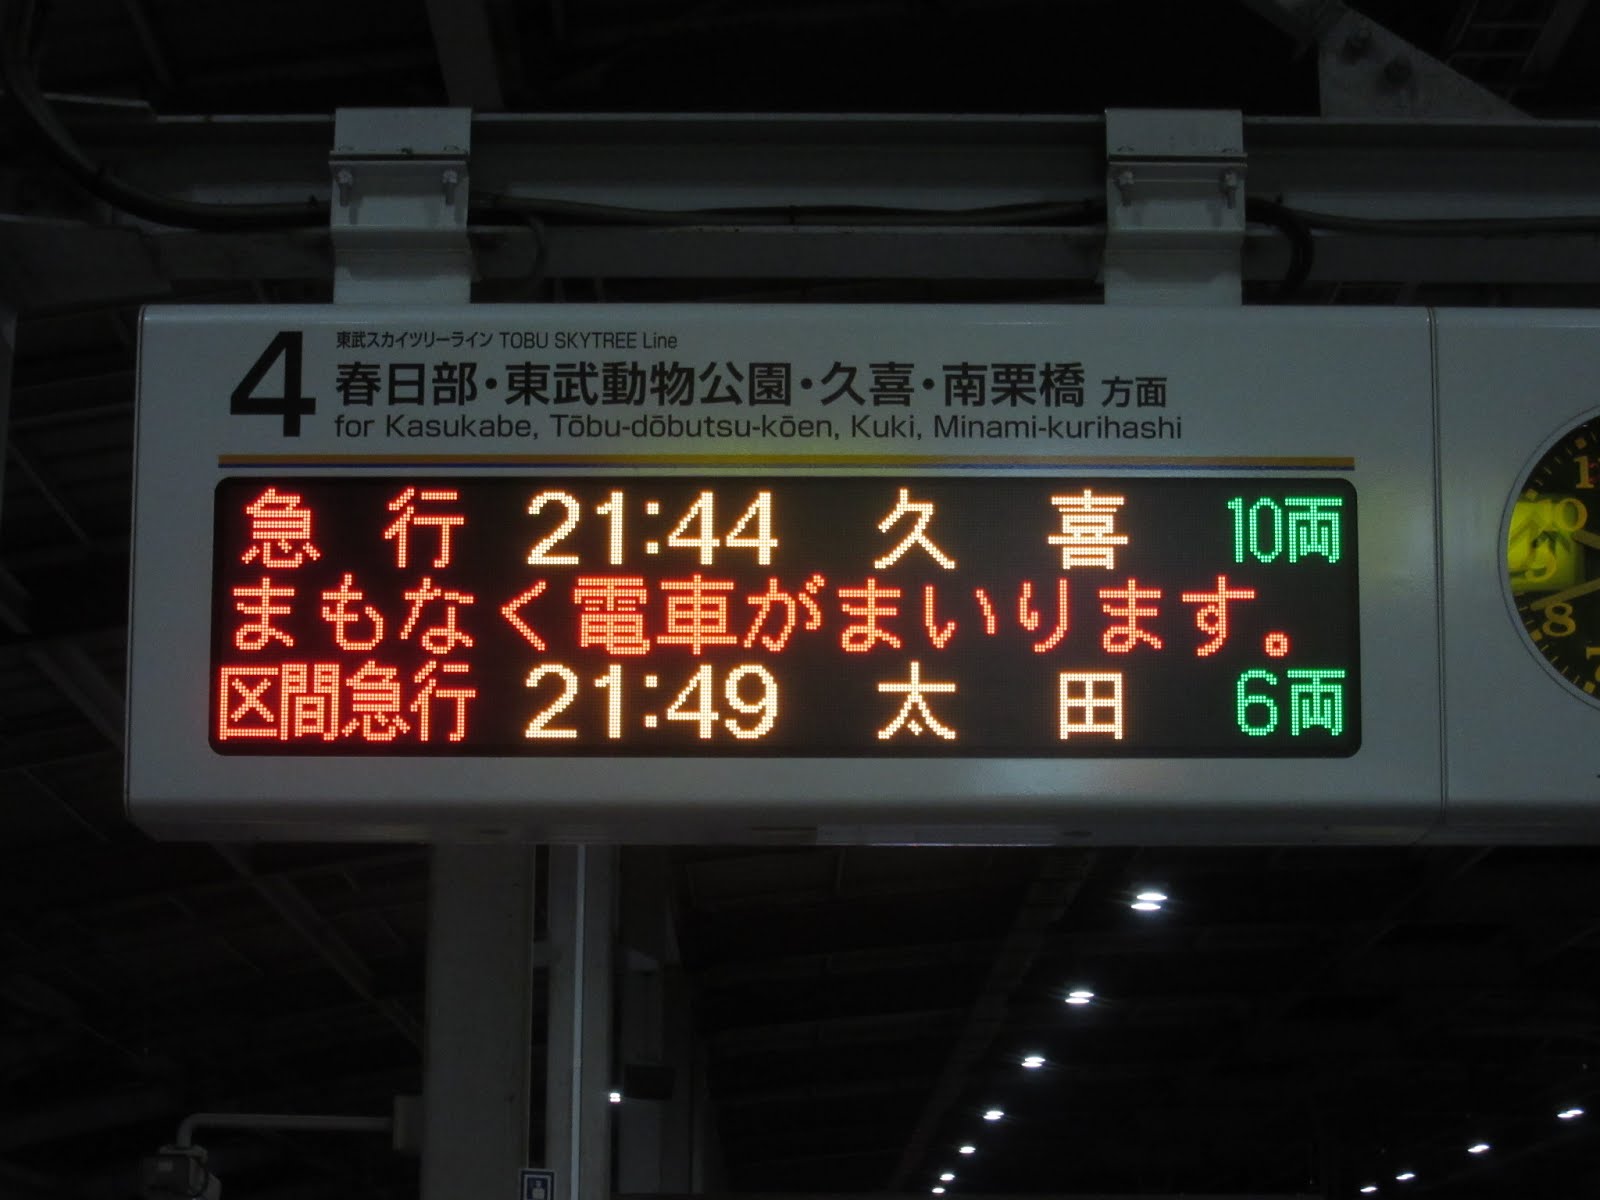 4
東武スカイツリーライン TOBU SKYTREE Line
春日部・東武動物公園・久喜・南栗橋 方面
for Kasukabe, Tōbu-dōbutsu-kōen, Kuki, Minami-kurihashi
急行 21:44 久喜 10両
まもなく電車がまいります。
区間急行 21:49 太田 6両
10
9
8